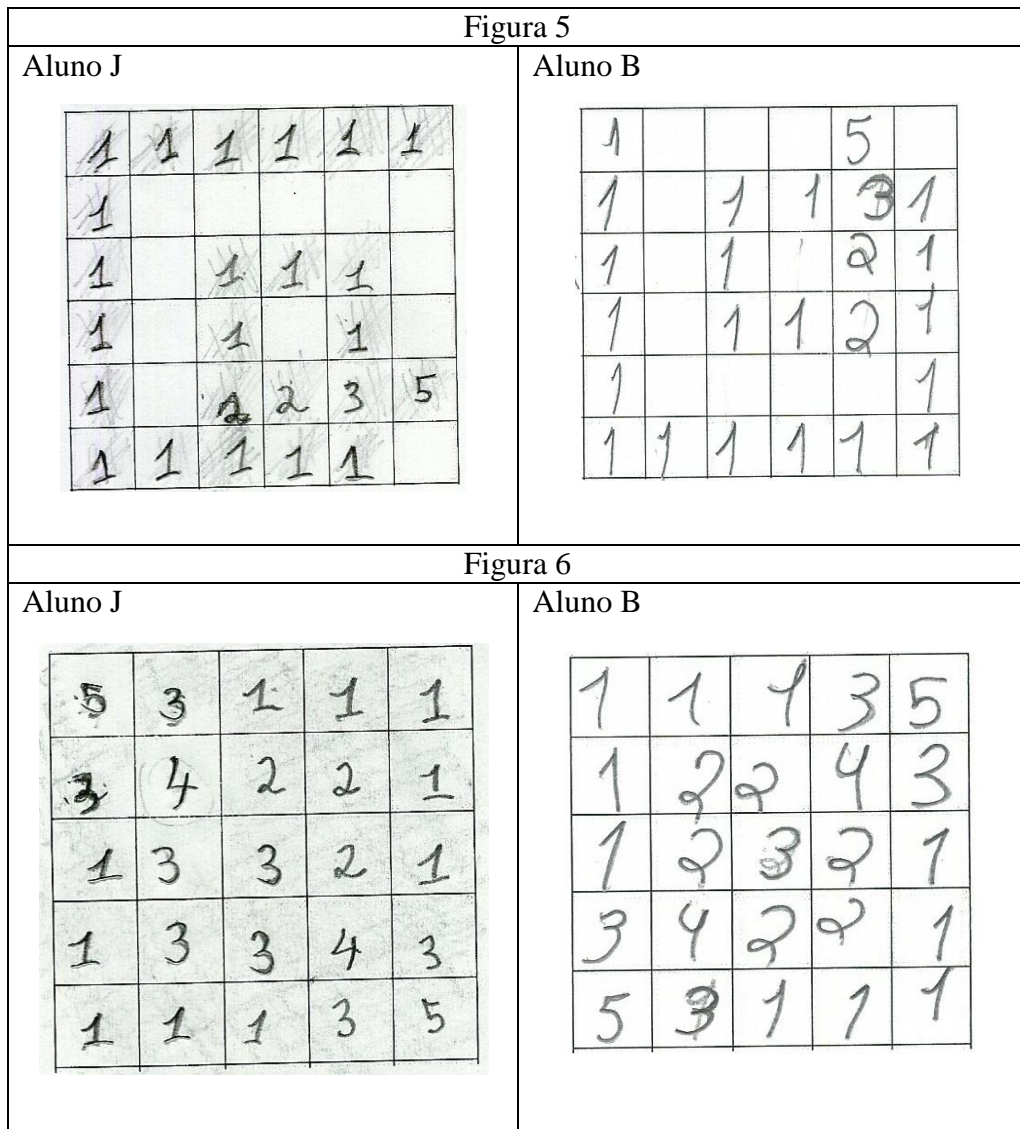 Figura 5
Aluno J
1 1 1 1 1 1
1
1 1 1 1
1 1 1
1 2 2 3 5
1 1 1 1 1
Aluno B
1 5
1 1 1 3 1
1 1 2 1
1 1 1 2 1
1 1
1 1 1 1 1 1
Figura 6
Aluno J
5 3 1 1 1
3 4 2 2 1
1 3 3 2 1
1 3 3 4 3
1 1 1 3 5
Aluno B
1 1 1 3 5
1 2 2 4 3
1 2 3 2 1
3 4 2 2 1
5 3 1 1 1